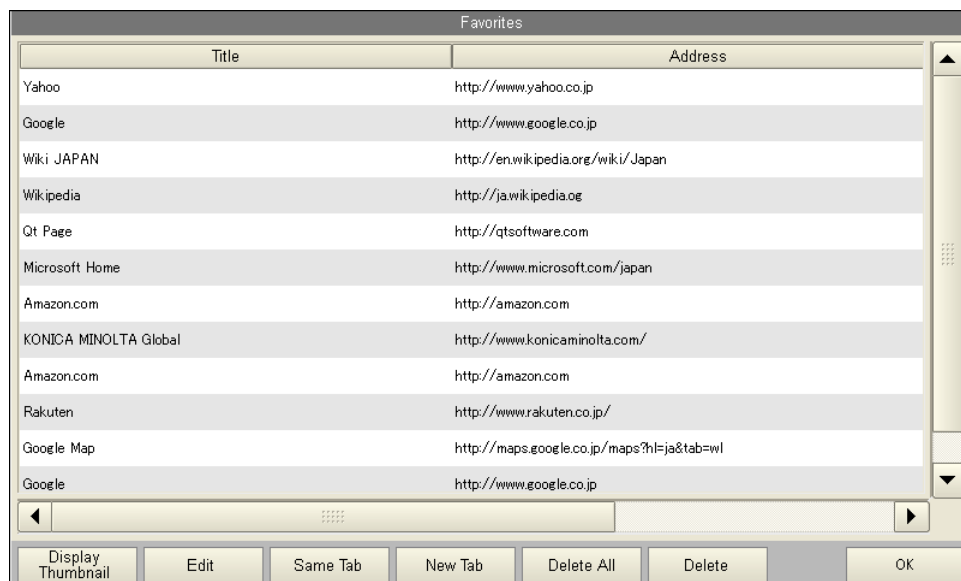 Favorites
Title Address
Yahoo http://www.yahoo.co.jp
Google http://www.google.co.jp
Wiki JAPAN http://en.wikipedia.org/wiki/Japan
Wikipedia http://ja.wikipedia.og
Qt Page http://qtsoftware.com
Microsoft Home http://www.microsoft.com/japan
Amazon.com http://amazon.com
KONICA MINOLTA Global http://www.konicaminolta.com/
Amazon.com http://amazon.com
Rakuten http://www.rakuten.co.jp/
Google Map http://maps.google.co.jp/maps?hl=ja&tab=wl
Google http://www.google.co.jp
Display Thumbnail Edit Same Tab New Tab Delete All Delete OK